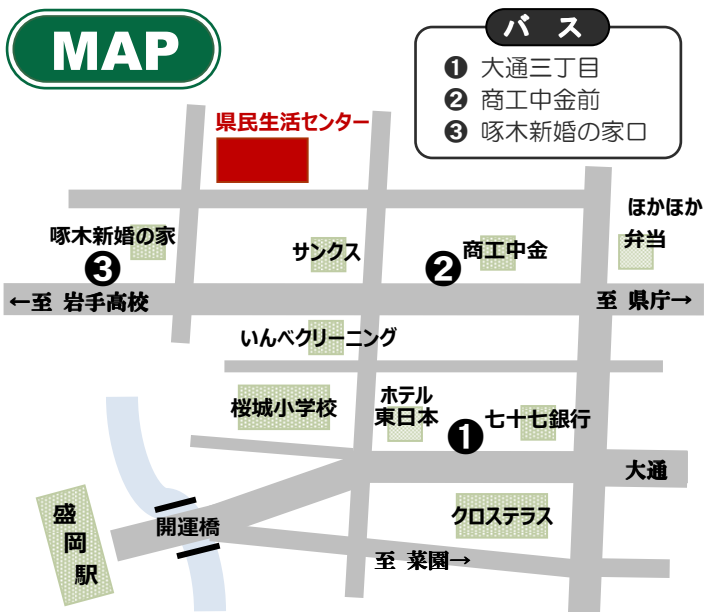 MAP
バス
❶ 大通三丁目
❷ 商工中金前
❸ 啄木新婚の家口
県民生活センター
ほかほか
弁当
啄木新婚の家
❸
サンクス
❷
商工中金
←至 岩手高校
至 県庁→
いんべクリーニング
桜城小学校
ホテル
東日本
❶
七十七銀行
大通
クロステラス
盛
岡
駅
開運橋
至 菜園→